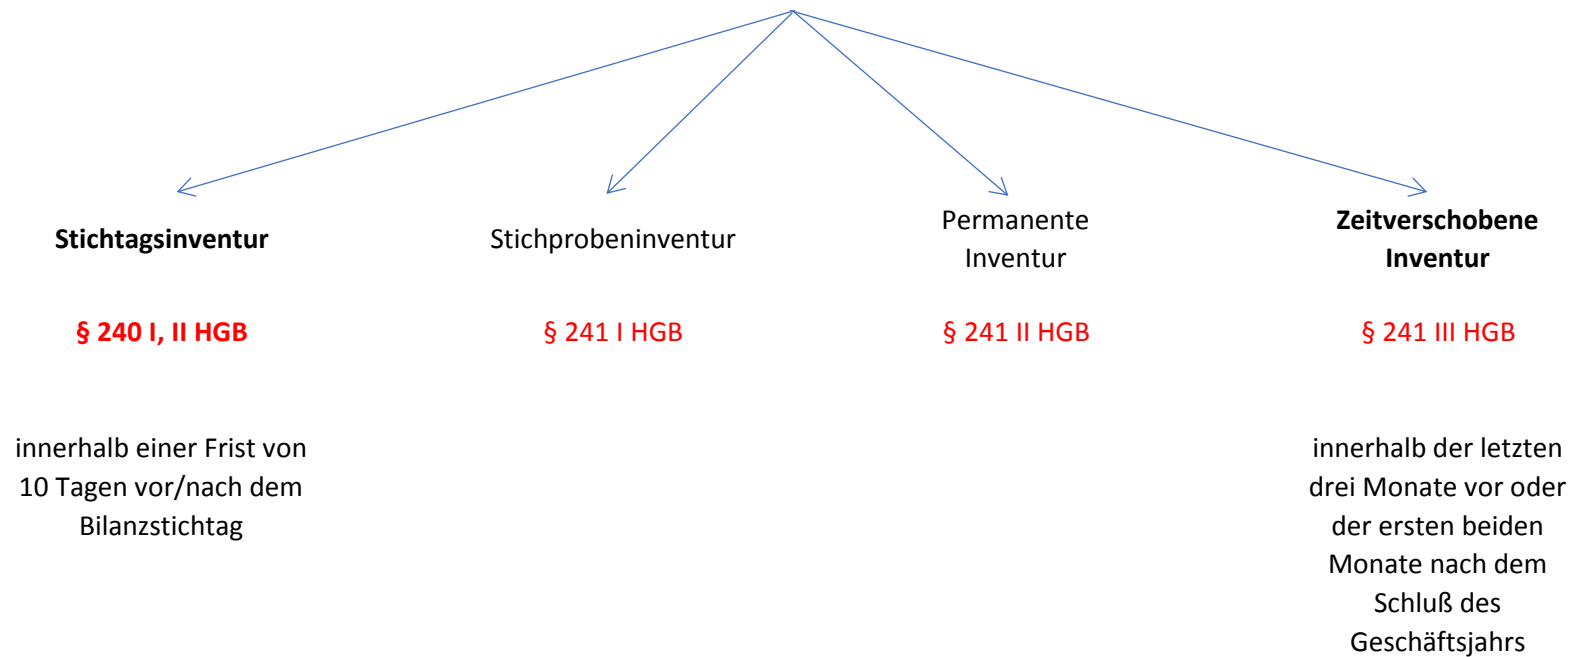 Stichtagsinventur
§ 240 I, II HGB
innerhalb einer Frist von
10 Tagen vor/nach dem
Bilanzstichtag
Stichprobeninventur
§ 241 I HGB
Permanente
Inventur
§ 241 II HGB
Zeitverschobene
Inventur
§ 241 III HGB
innerhalb der letzten
drei Monate vor oder
der ersten beiden
Monate nach dem
Schluß des
Geschäftsjahrs